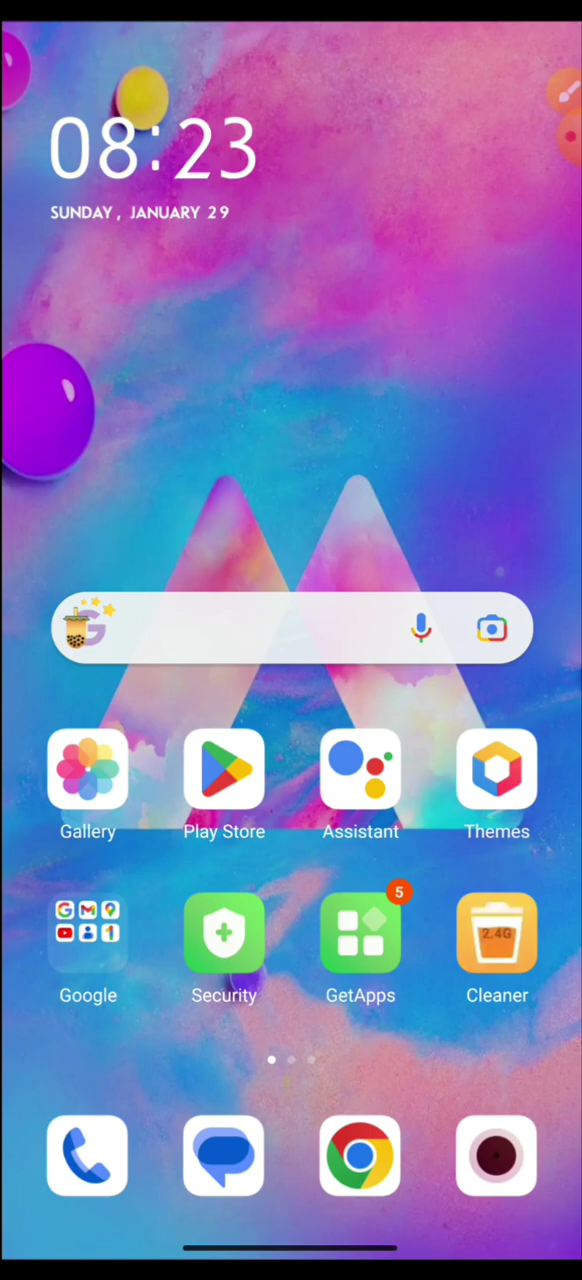 08:23
SUNDAY, JANUARY 29
G
Gallery
Play Store
Assistant
Themes
5
2.4G
Google
Security
GetApps
Cleaner